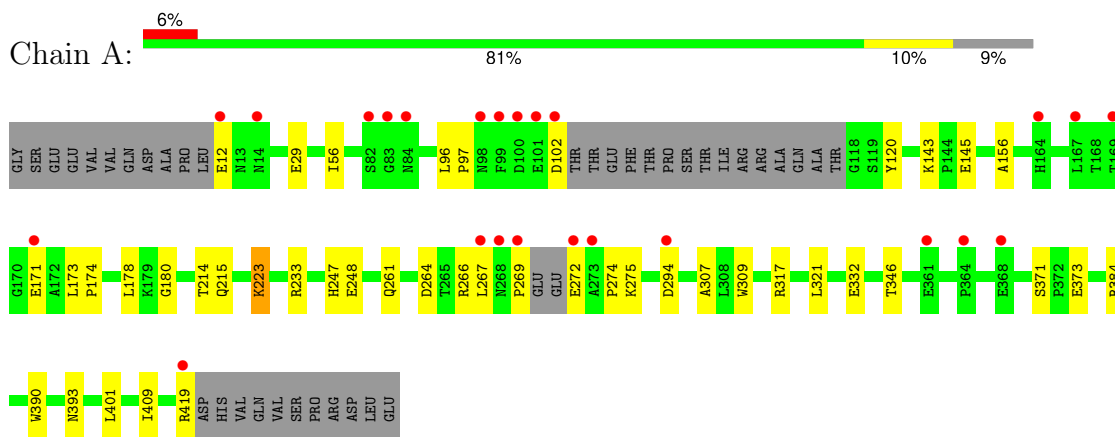 6%
Chain A:
81% 10% 9%
GLY SER GLU GLU VAL VAL GLN ASP ALA PRO LEU E12 N13 N14 E29 I56 S82 G83 N84 L96 P97 N98 F99 D100 E101 D102 THR THR GLU PHE THR PRO SER THR ILE ARG ARG ALA GLN ALA THR G118 S119 Y120 K143 P144 E145 A156 H164 L167 T168 T169
G170 E171 A172 L173 P174 L178 K179 G180 T214 Q215 K223 R233 H247 E248 Q261 D264 T265 R266 L267 N268 P269 GLU GLU E272 A273 P274 K275 D294 A307 L308 W309 R317 L321 E332 T346 E361 P364 E368 S371 P372 E373
W390 N393 L401 I409 R419 ASP HIS VAL GLN VAL SER PRO ARG ASP LEU GLU